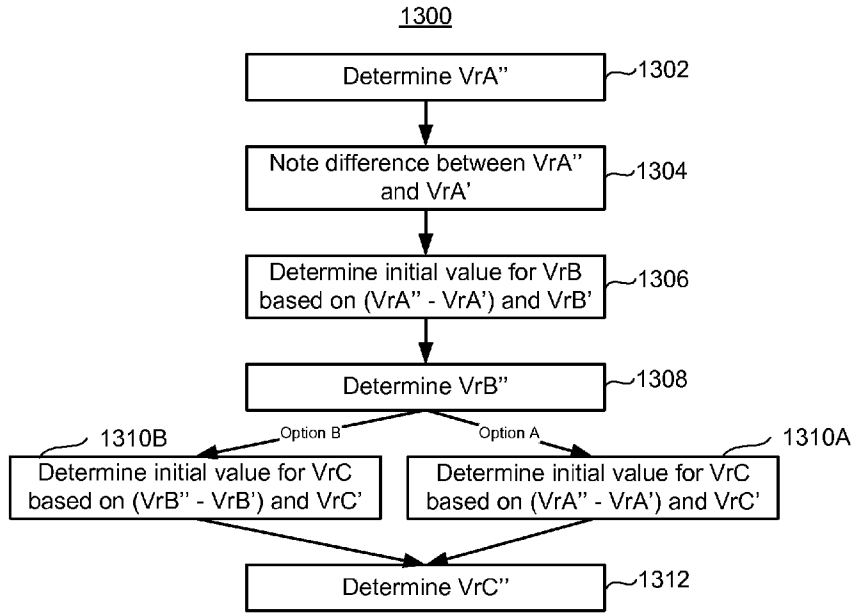 1300
Determine VrA’’
1302
Note difference between VrA’’
and VrA’
1304
Determine initial value for VrB
based on (VrA’’ - VrA’) and VrB’
1306
Determine VrB’’
1308
Option B
Option A
1310B
Determine initial value for VrC
based on (VrB’’ - VrB’) and VrC’
1310A
Determine initial value for VrC
based on (VrA’’ - VrA’) and VrC’
Determine VrC’’
1312